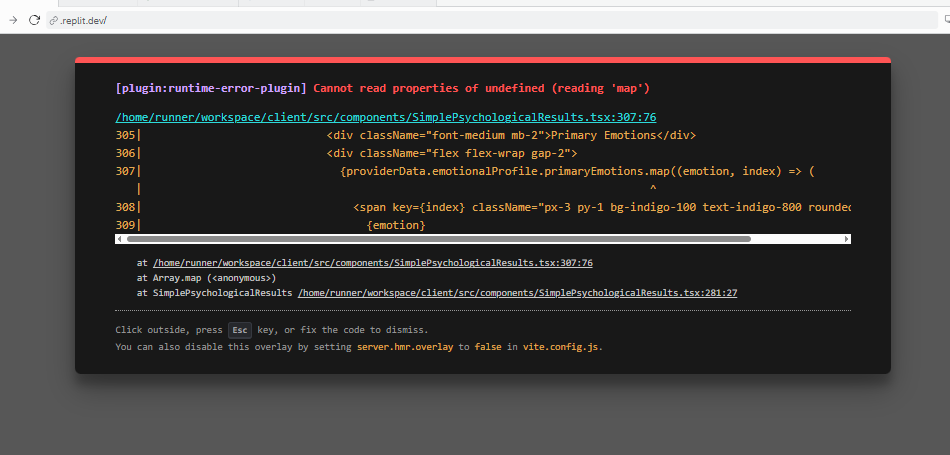 .replit.dev/
[plugin:runtime-error-plugin] Cannot read properties of undefined (reading 'map')
/home/runner/workspace/client/src/components/SimplePsychologicalResults.tsx:307:76
305| <div className="font-medium mb-2">Primary Emotions</div>
306| <div className="flex flex-wrap gap-2">
307| {providerData.emotionalProfile.primaryEmotions.map((emotion, index) => (
| ^
308| <span key={index} className="px-3 py-1 bg-indigo-100 text-indigo-800 rounded
309| {emotion}
at /home/runner/workspace/client/src/components/SimplePsychologicalResults.tsx:307:76
at Array.map (<anonymous>)
at SimplePsychologicalResults /home/runner/workspace/client/src/components/SimplePsychologicalResults.tsx:281:27
Click outside, press Esc key, or fix the code to dismiss.
You can also disable this overlay by setting server.hmr.overlay to false in vite.config.js.